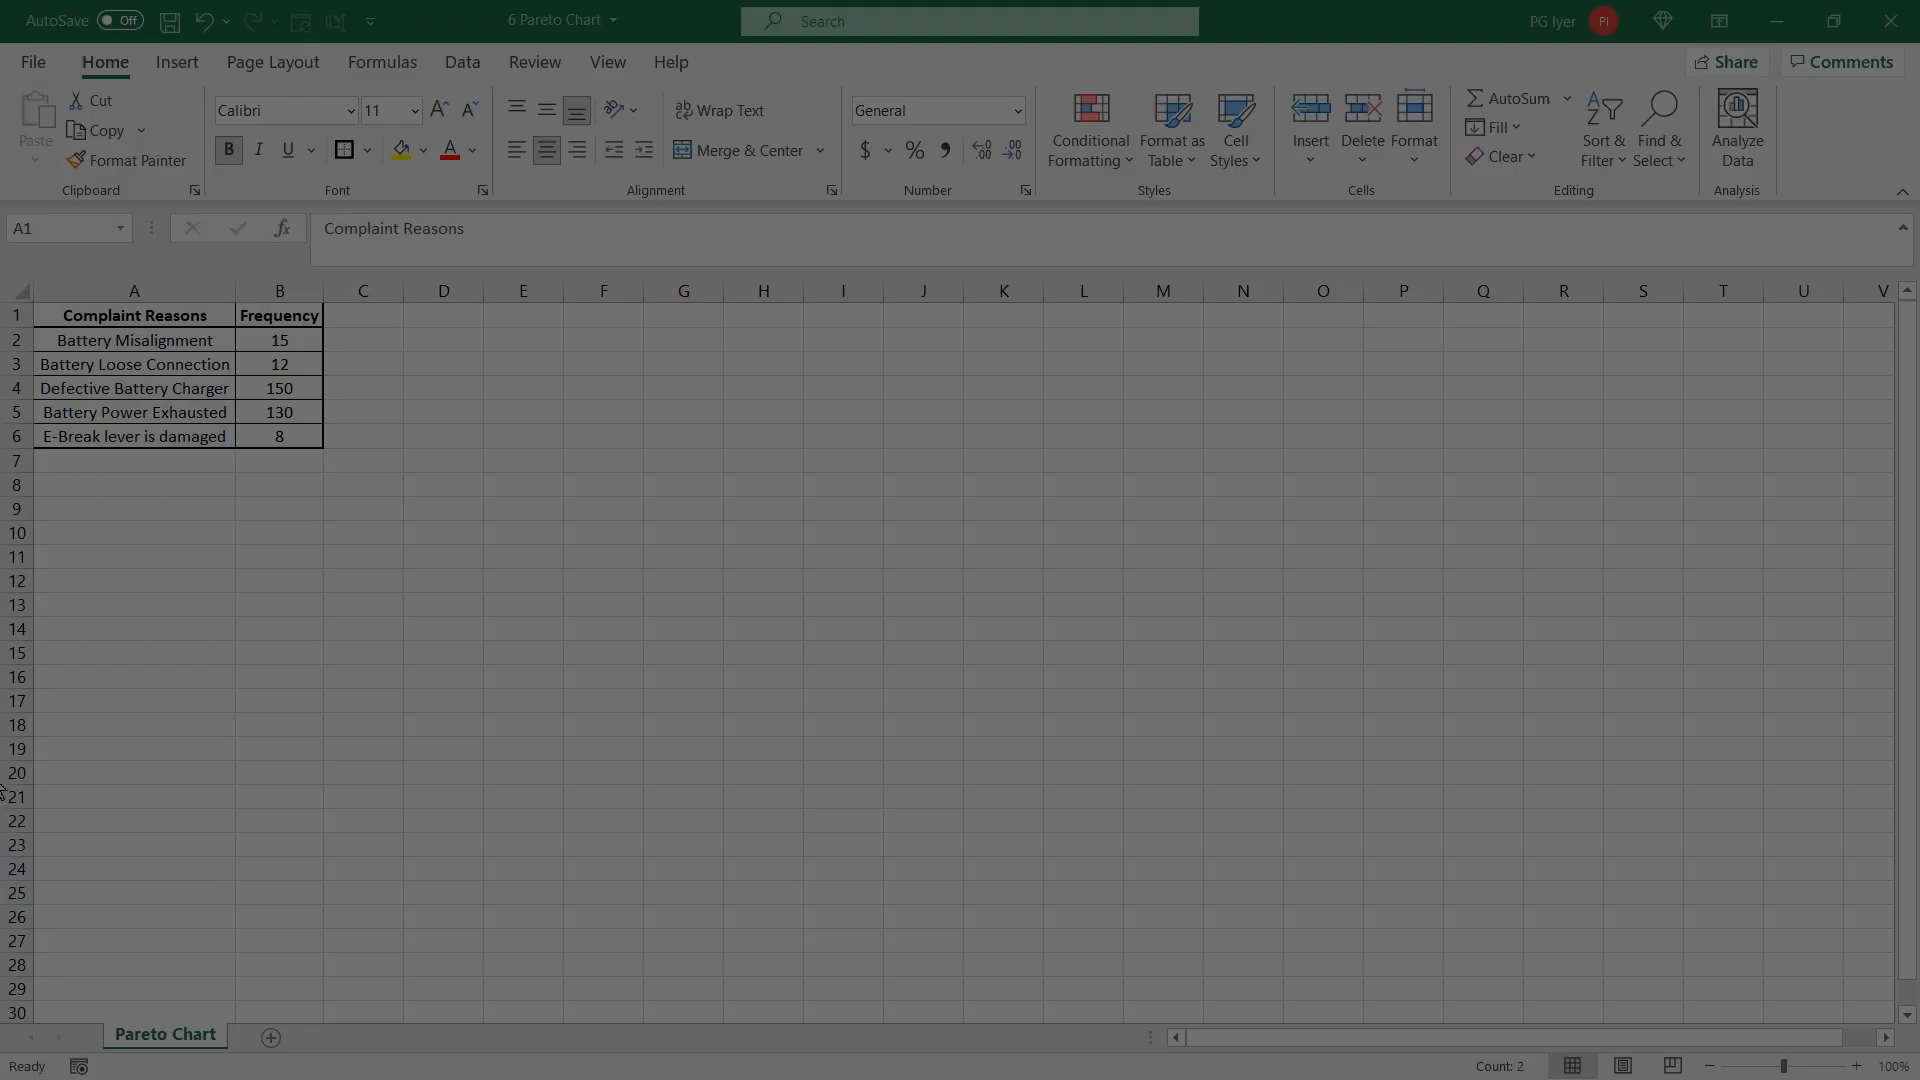 AutoSave Off 6 Pareto Chart Search PG Iyer PI
File Home Insert Page Layout Formulas Data Review View Help Share Comments
Paste Cut Copy Format Painter Clipboard
Calibri 11 B I U A Font
ab Wrap Text Merge & Center Alignment
General $ % , Number
Conditional Formatting Format as Table Cell Styles Styles
Insert Delete Format Cells
AutoSum Fill Clear Sort & Filter Find & Select Editing
Analyze Data Analysis
A1 fx Complaint Reasons
A B C D E F G H I J K L M N O P Q R S T U V
1 Complaint Reasons Frequency
2 Battery Misalignment 15
3 Battery Loose Connection 12
4 Defective Battery Charger 150
5 Battery Power Exhausted 130
6 E-Break lever is damaged 8
7
8
9
10
11
12
13
14
15
16
17
18
19
20
21
22
23
24
25
26
27
28
29
30
Pareto Chart
Ready Count: 2 100%